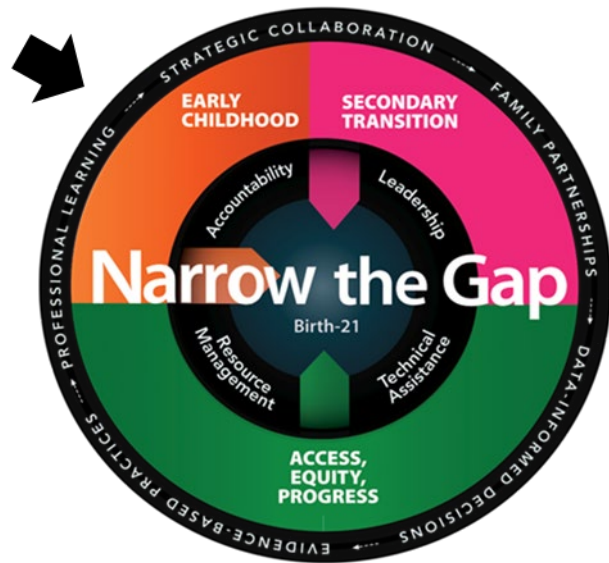 STRATEGIC COLLABORATION
FAMILY PARTNERSHIPS
DATA-INFORMED DECISIONS
EVIDENCE-BASED PRACTICES
PROFESSIONAL LEARNING
EARLY
CHILDHOOD
SECONDARY
TRANSITION
Accountability
Leadership
Narrow the Gap
Birth-21
Resource
Management
Technical
Assistance
ACCESS,
EQUITY,
PROGRESS